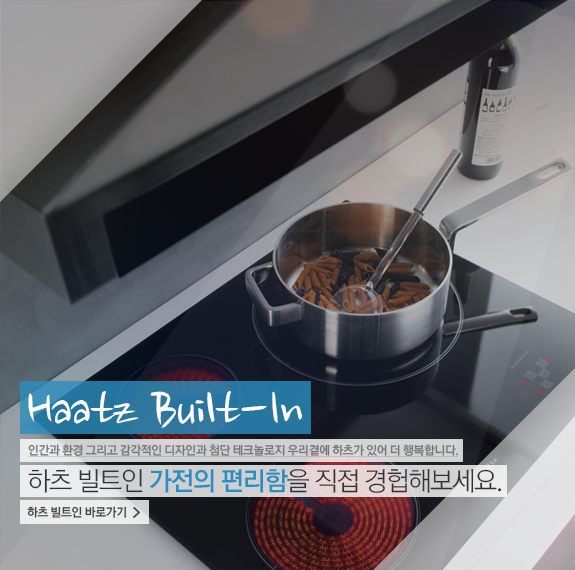 Haatz Built-In
인간과 환경 그리고 감각적인 디자인과 첨단 테크놀로지 우리곁에 하츠가 있어 더 행복합니다.
하츠 빌트인 가전의 편리함을 직접 경험해보세요.
하츠 빌트인 바로가기 >